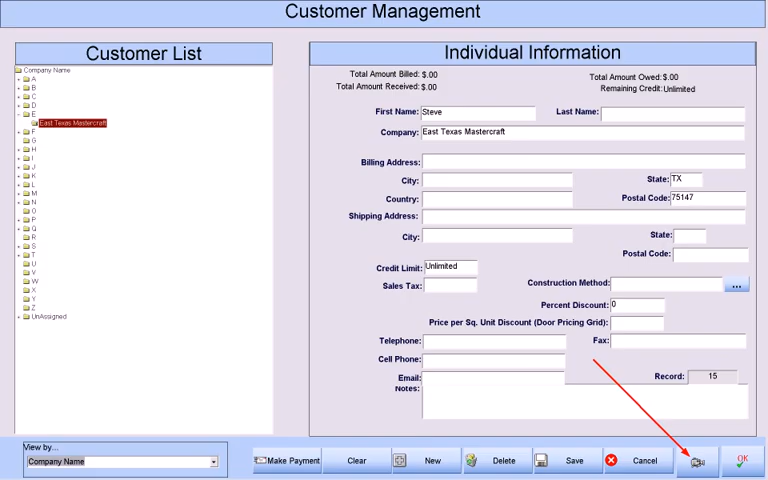 Customer Management
Customer List
Company Name
A
B
C
D
E
East Texas Mastercraft
F
G
H
I
J
K
L
M
N
O
P
Q
R
S
T
U
V
W
X
Y
Z
UnAssigned
Individual Information
Total Amount Billed: $.00
Total Amount Owed: $.00
Total Amount Received: $.00
Remaining Credit: Unlimited
First Name: Steve
Last Name:
Company: East Texas Mastercraft
Billing Address:
City:
State: TX
Country:
Postal Code: 75147
Shipping Address:
City:
State:
Postal Code:
Credit Limit: Unlimited
Sales Tax:
Construction Method:
...
Percent Discount: 0
Price per Sq. Unit Discount (Door Pricing Grid):
Telephone:
Fax:
Cell Phone:
Email:
Record: 15
Notes:
View by...
Company Name
Make Payment
Clear
New
Delete
Save
Cancel
OK